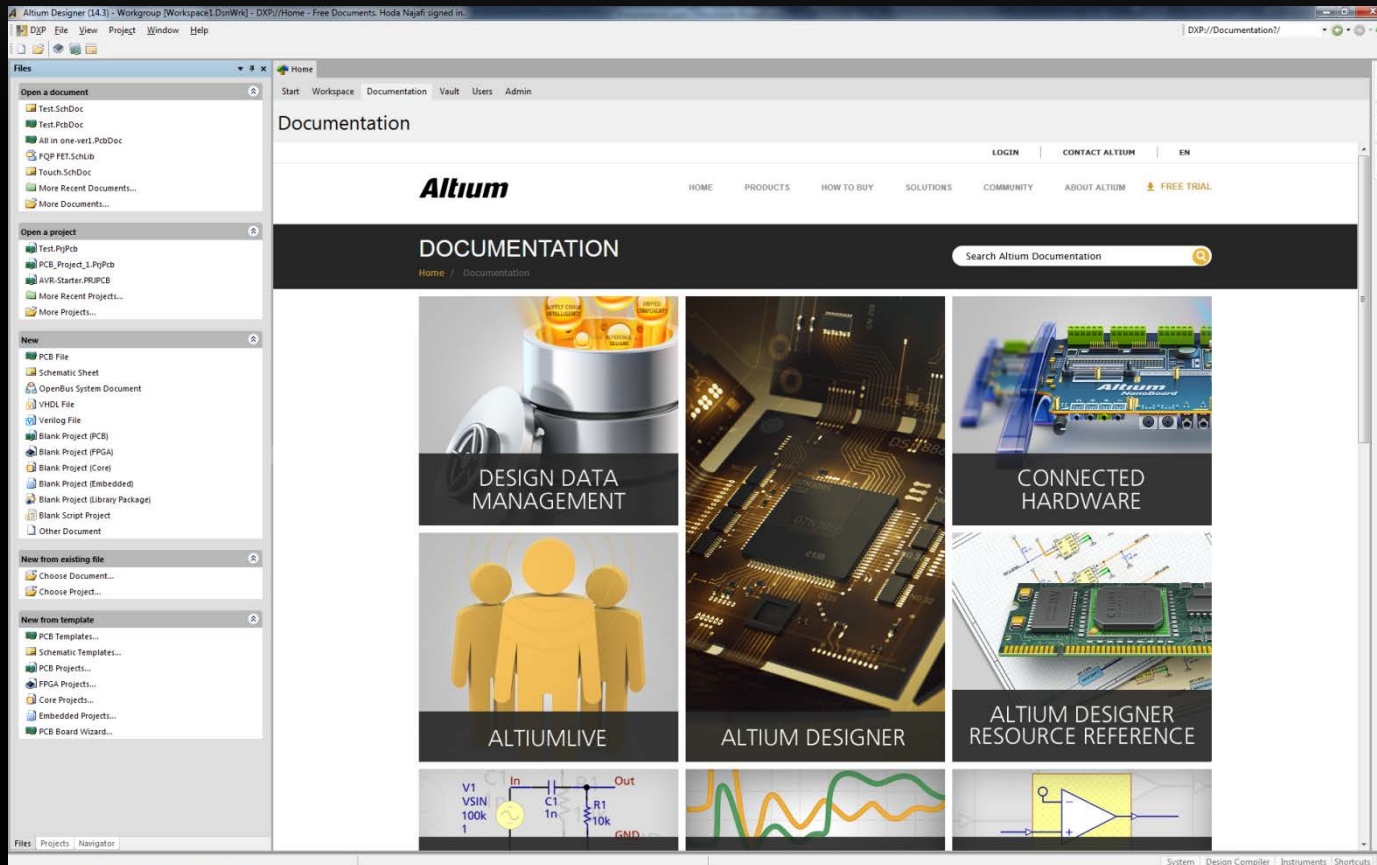 Altium Designer (14.3) - Workgroup [Workspace1.DsnWrk] - DXP://Home - Free Documents. Hoda Najafi signed in.
DXP File View Project Window Help
DXP://Documentation?/
Files
Home
Open a document
Test.SchDoc
Test.PcbDoc
All in one-ver1.PcbDoc
FQP FET.SchLib
Touch.SchDoc
More Recent Documents...
More Documents...
Open a project
Test.PrjPcb
PCB_Project_1.PrjPcb
AVR-Starter.PRJPCB
More Recent Projects...
More Projects...
New
PCB File
Schematic Sheet
OpenBus System Document
VHDL File
Verilog File
Blank Project (PCB)
Blank Project (FPGA)
Blank Project (Core)
Blank Project (Embedded)
Blank Project (Library Package)
Blank Script Project
Other Document
New from existing file
Choose Document...
Choose Project...
New from template
PCB Templates...
Schematic Templates...
PCB Projects...
FPGA Projects...
Core Projects...
Embedded Projects...
PCB Board Wizard...
Files Projects Navigator
Start Workspace Documentation Vault Users Admin
Documentation
LOGIN CONTACT ALTIUM EN
Altium
HOME PRODUCTS HOW TO BUY SOLUTIONS COMMUNITY ABOUT ALTIUM FREE TRIAL
DOCUMENTATION
Home / Documentation
Search Altium Documentation
SUPPLY CHAIN
INTELLIGENCE
UNIFIED
COMPONENTS
REFERENCE
DESIGNS
DESIGN DATA
MANAGEMENT
ALTIUM DESIGNER
Altium
NanoBoard
CONNECTED
HARDWARE
ALTIUMLIVE
ALTIUM DESIGNER
RESOURCE REFERENCE
V1
VSIN
100k
1
In
C1
1n
Out
R1
10k
GND
System Design Compiler Instruments Shortcuts